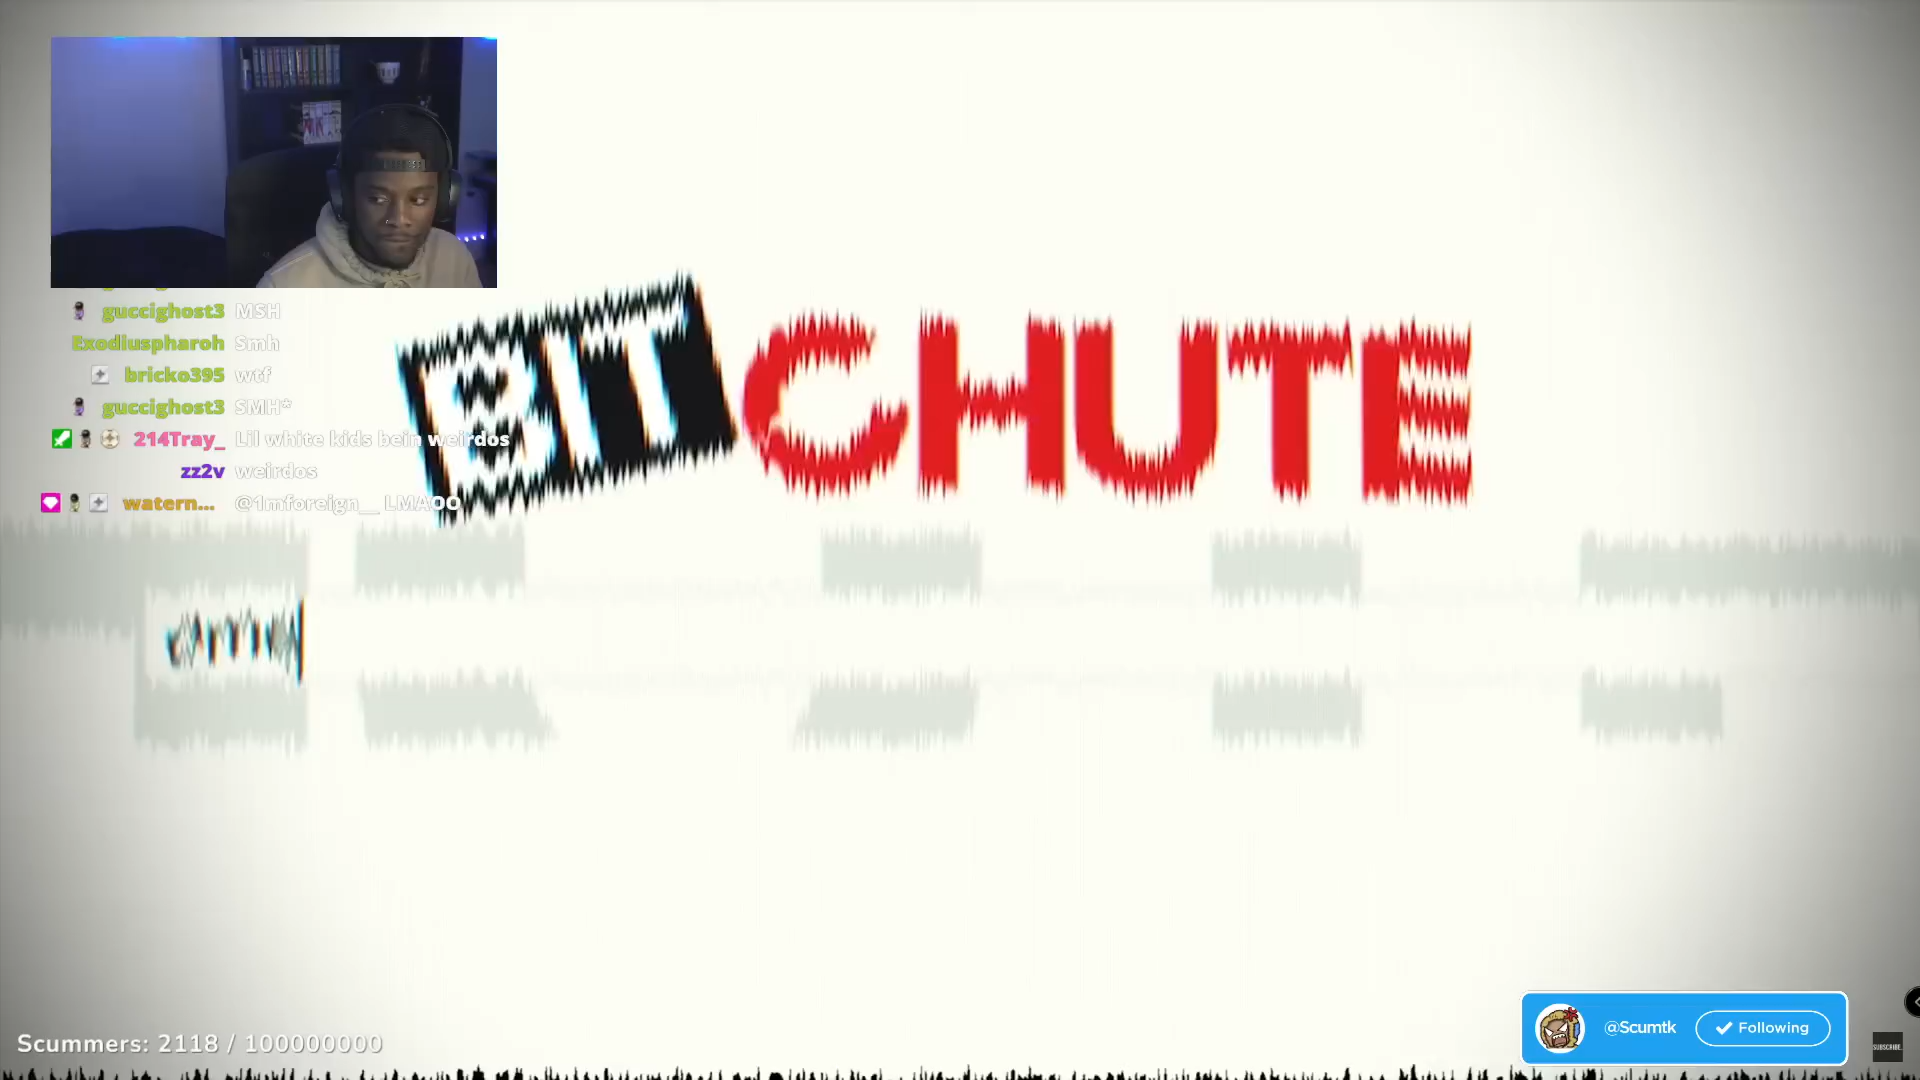 guccighost3 MSH
Exodiuspharoh Smh
bricko395 wtf
guccighost3 SMH*
214Tray_ Lil white kids bein weirdos
zz2v weirdos
watern... @1mforeign__ LMAOO
BIT CHUTE
@Scumtk Following
Scummers: 2118 / 100000000
SUBSCRIBE